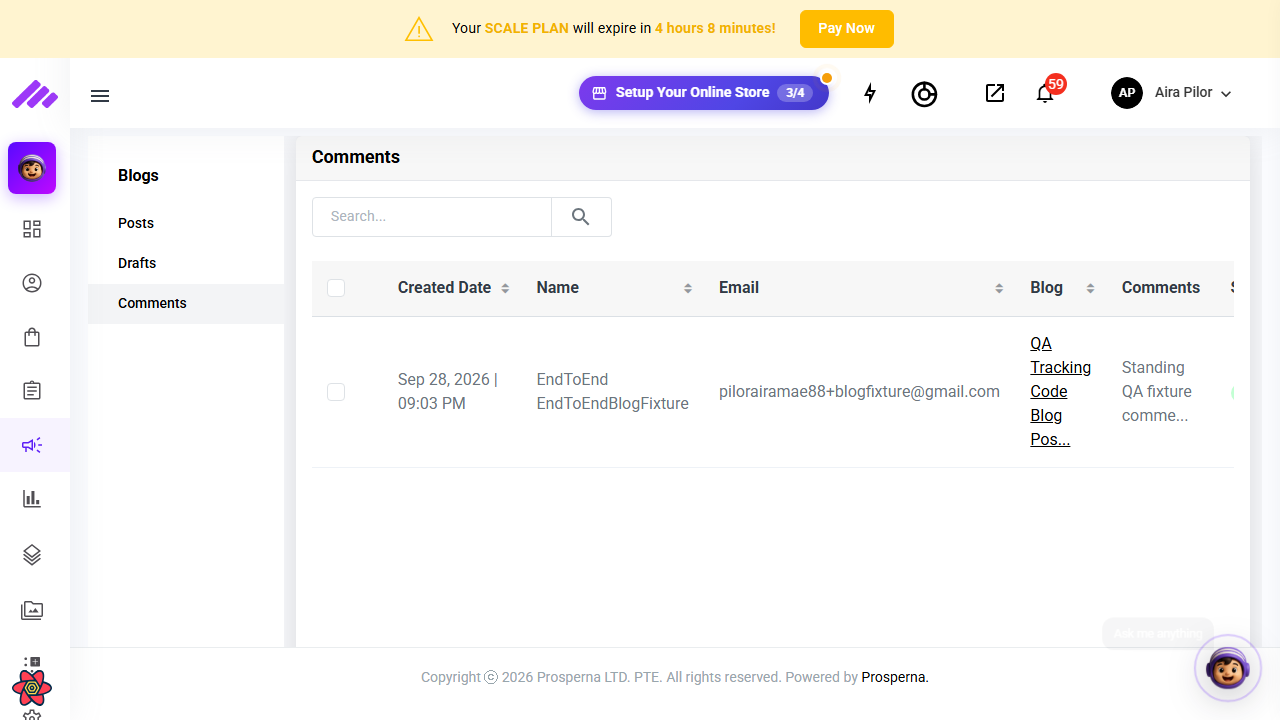 Your SCALE PLAN will expire in 4 hours 8 minutes!
Pay Now
Setup Your Online Store 3/4
59
AP
Aira Pilor
Blogs
Posts
Drafts
Comments
Comments
Search...
Created Date
Name
Email
Blog
Comments
Sep 28, 2026 |
09:03 PM
EndToEnd
EndToEndBlogFixture
pilorairamae88+blogfixture@gmail.com
QA
Tracking
Code
Blog
Pos...
Standing
QA fixture
comme...
Ask me anything
Copyright © 2026 Prosperna LTD. PTE. All rights reserved. Powered by Prosperna.